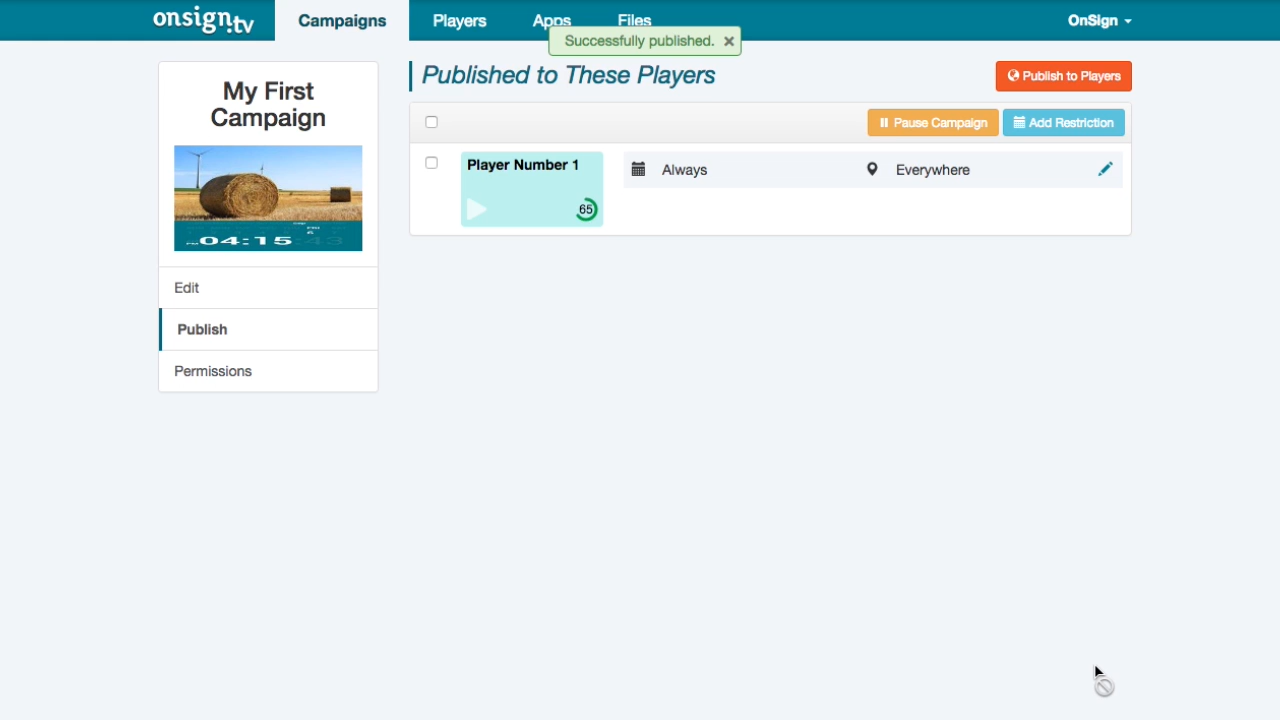 onsign.tv
Campaigns
Players
Apps
Files
OnSign
Successfully published.
My First
Campaign
04:15
Edit
Publish
Permissions
Published to These Players
Publish to Players
Pause Campaign
Add Restriction
Player Number 1
65
Always
Everywhere